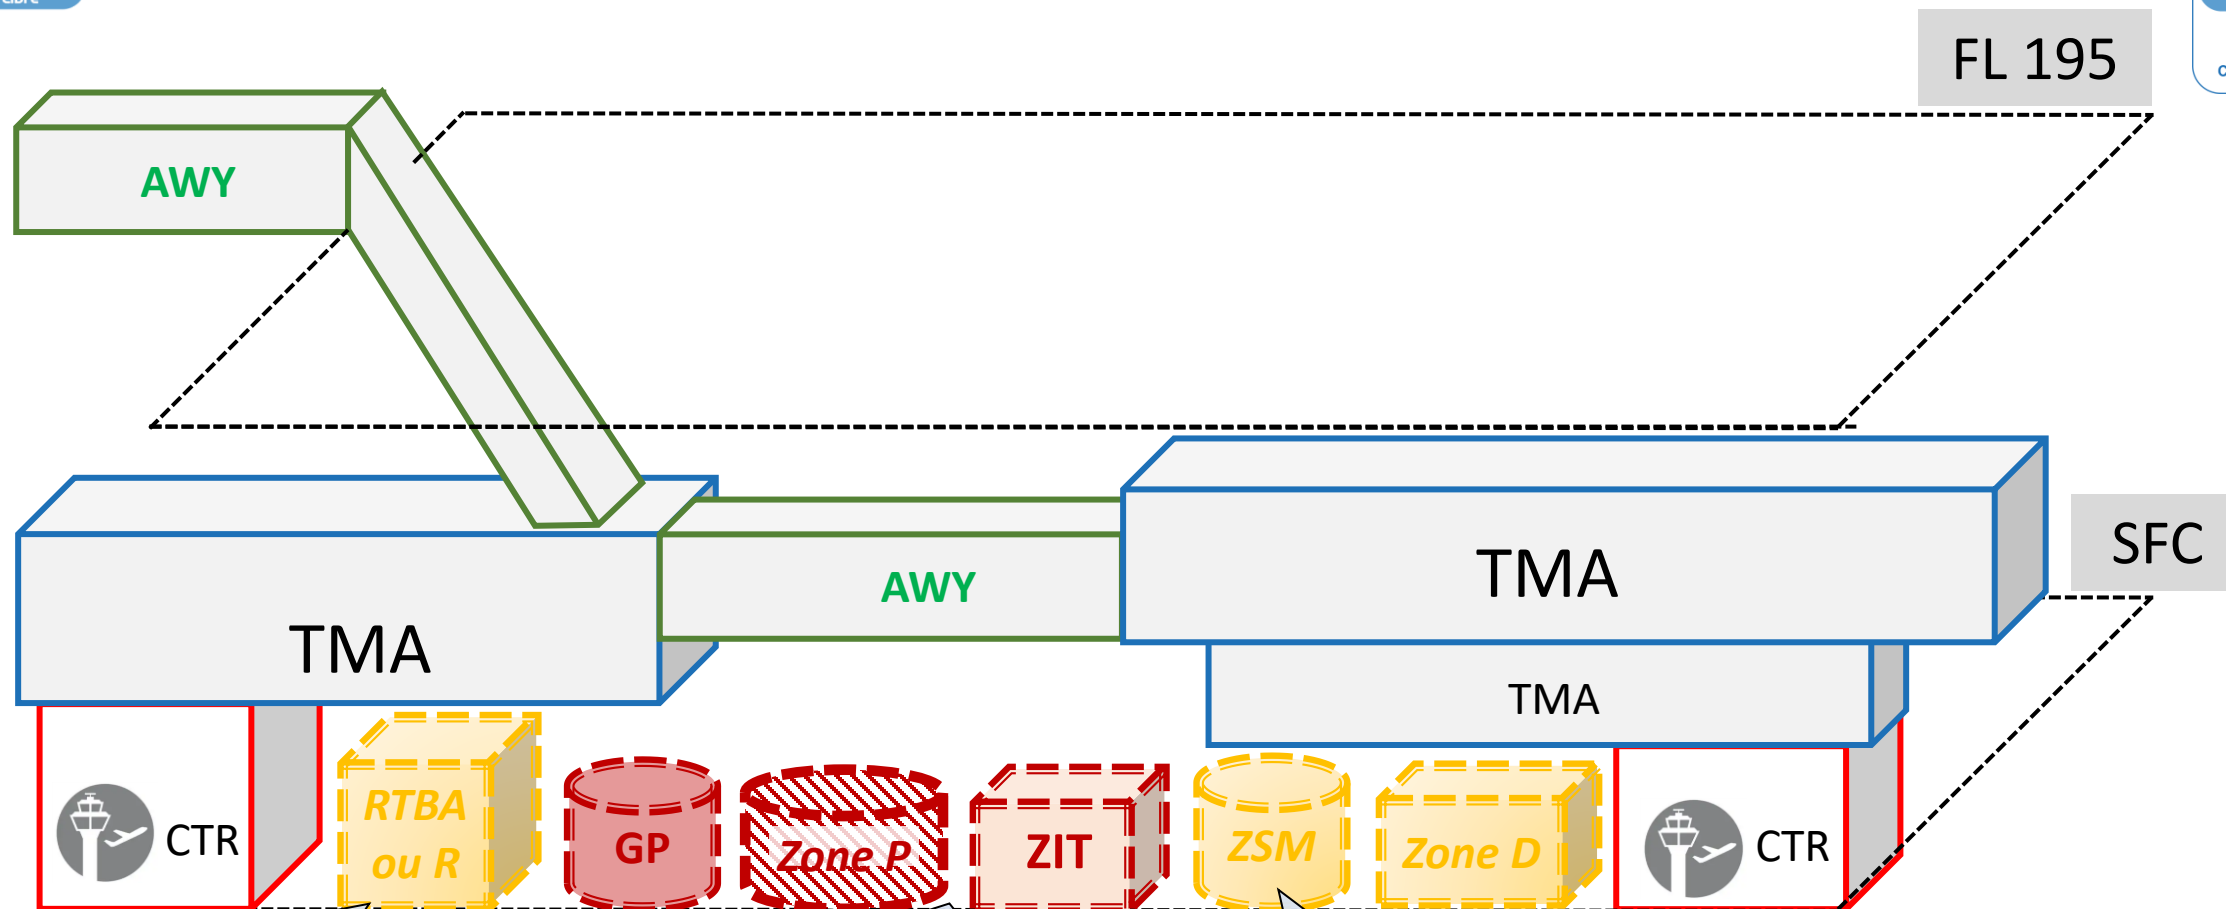 FL 195
AWY
SFC
TMA
AWY
TMA
TMA
CTR
RTBA
ou R
GP
Zone P
ZIT
ZSM
Zone D
CTR